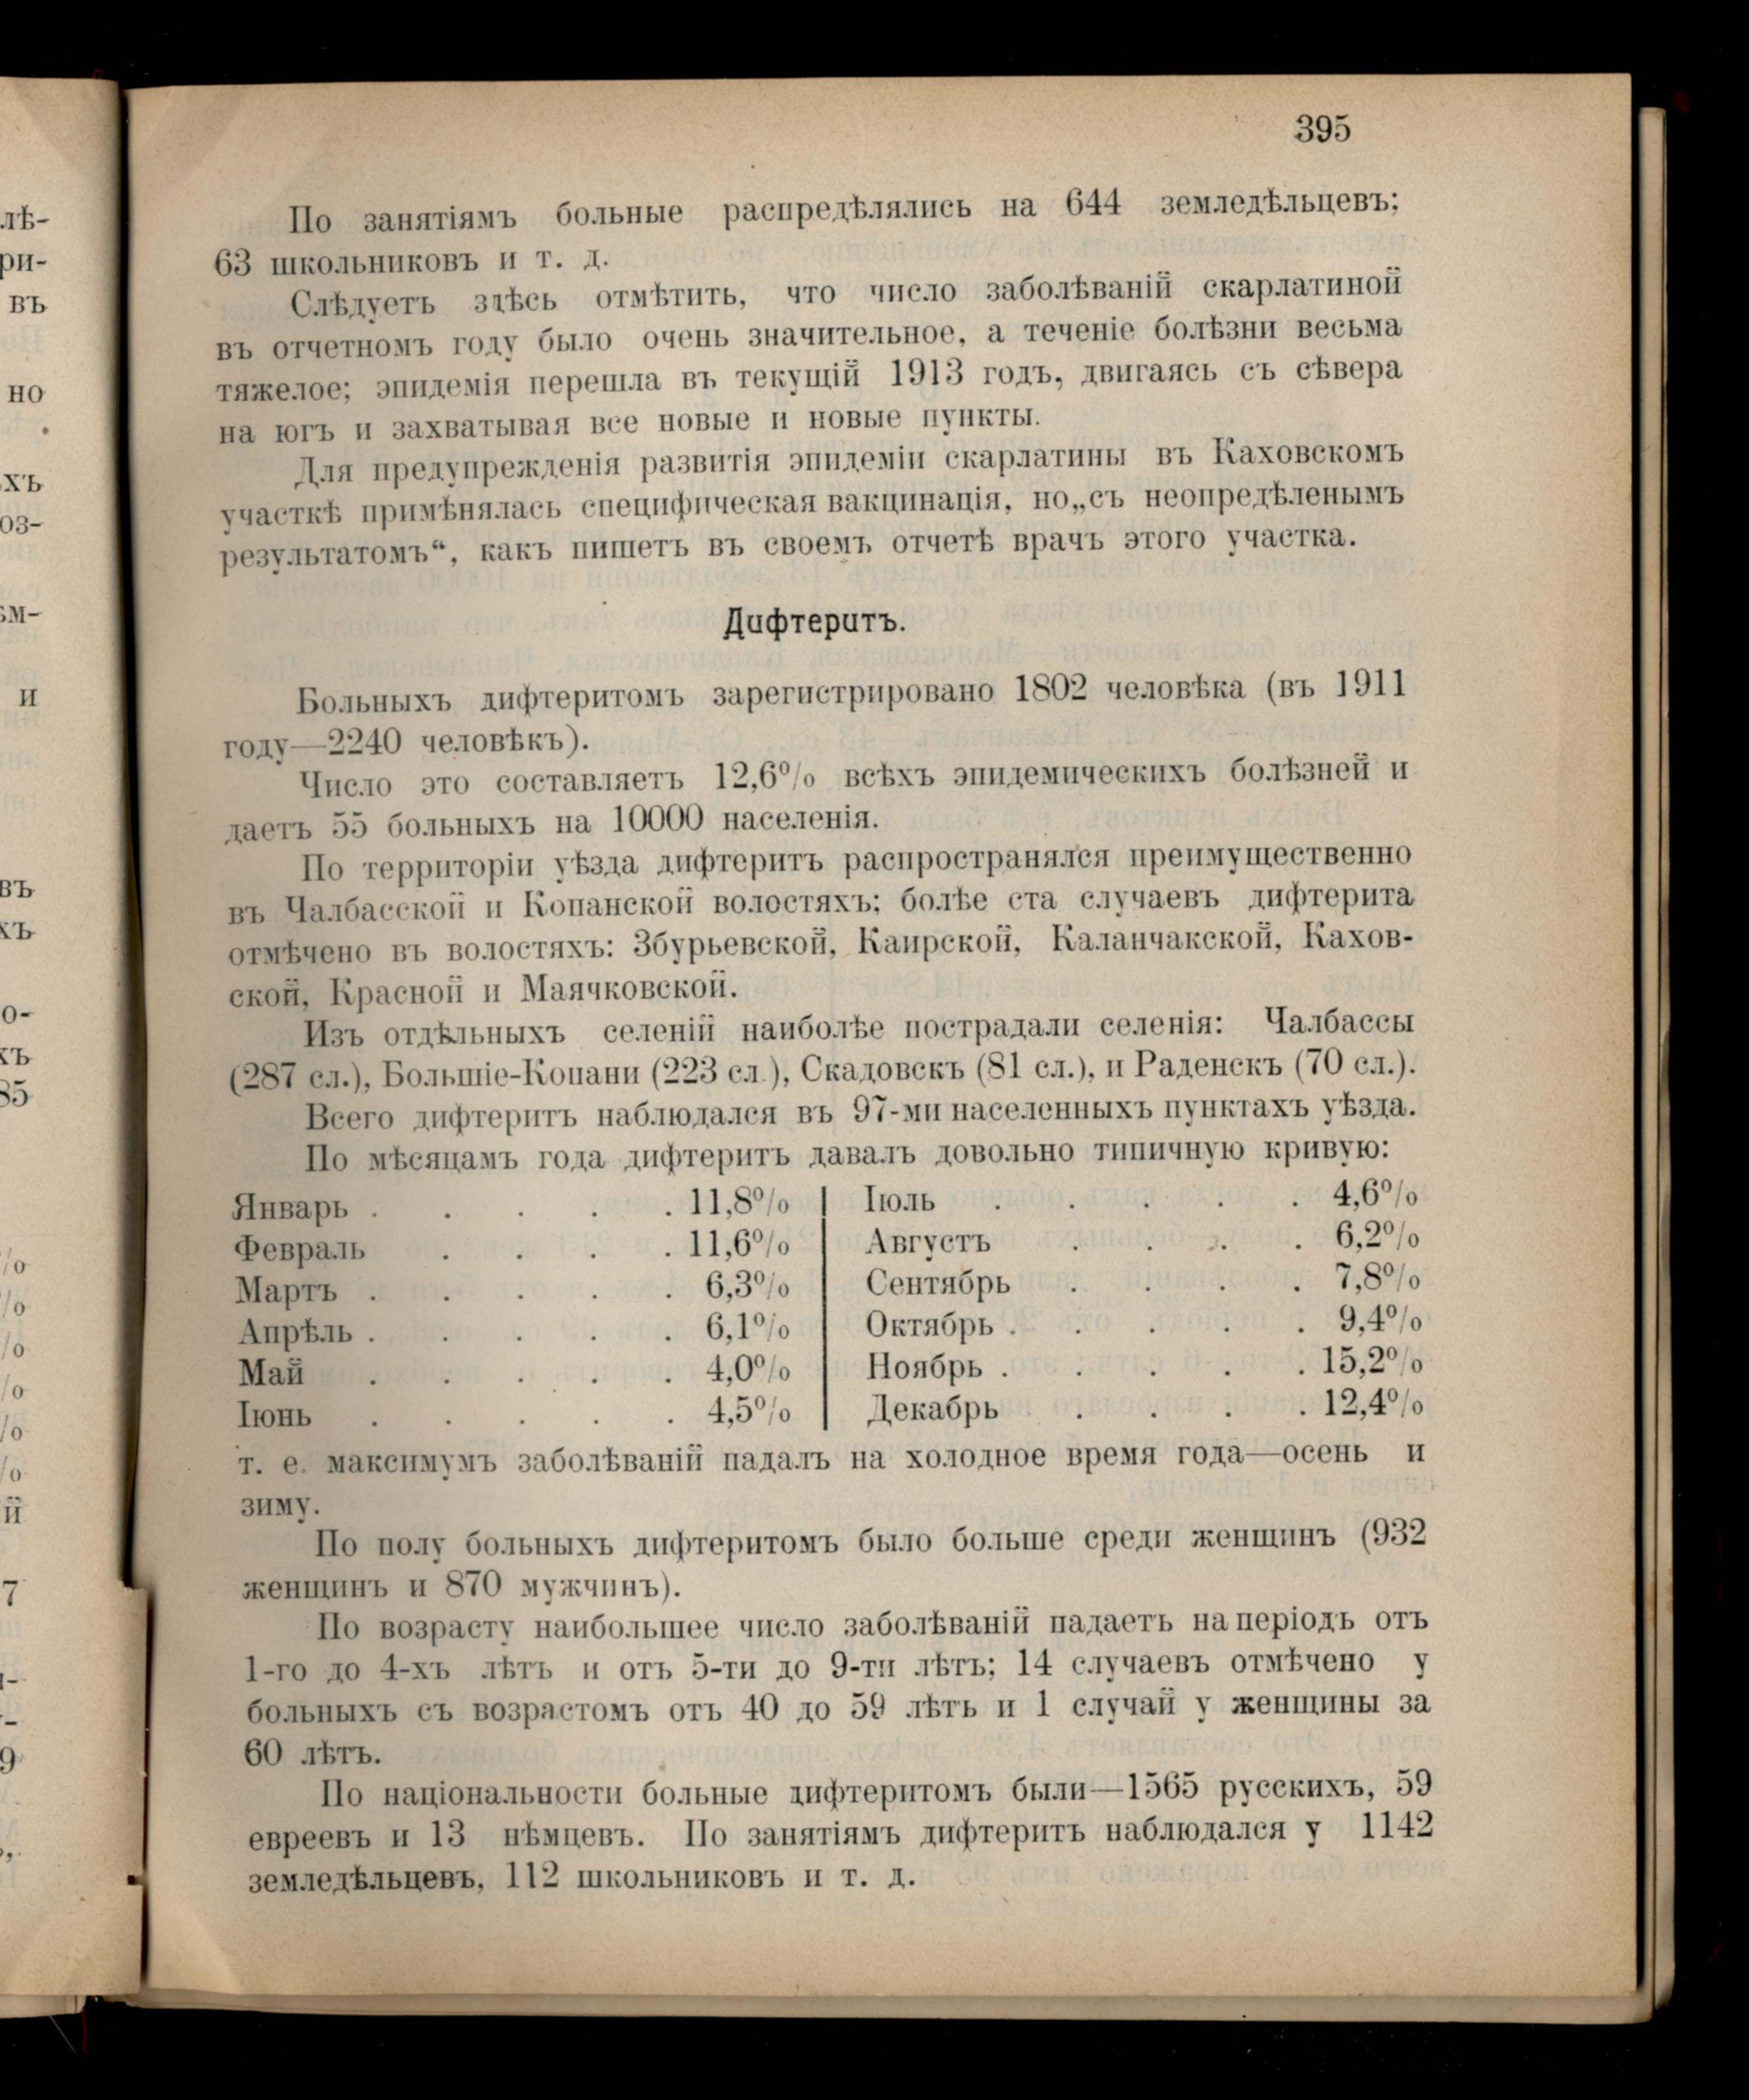 395
По занятіямъ больные распредѣлялись на 644 земледѣльцевъ;
63 школьниковъ и т. д.
Слѣдуетъ здѣсь отмѣтить, что число заболѣваній скарлатиной
въ отчетномъ году было очень значительное, а теченіе болѣзни весьма
тяжелое; эпидемія перешла въ текущій 1913 годъ, двигаясь съ сѣвера
на югъ и захватывая все новые и новые пункты.
Для предупрежденія развитія эпидеміи скарлатины въ Каховскомъ
участкѣ примѣнялась специфическая вакцинація, но„съ неопредѣленымъ
результатомъ“, какъ пишетъ въ своемъ отчетѣ врачъ этого участка.
Дифтеритъ.
Больныхъ дифтеритомъ зарегистрировано 1802 человѣка (въ 1911
году—2240 человѣкъ).
Число это составляетъ 12,6% всѣхъ эпидемическихъ болѣзней и
даетъ 55 больныхъ на 10000 населенія.
По территоріи уѣзда дифтеритъ распространялся преимущественно
въ Чалбасской и Копанской волостяхъ; болѣе ста случаевъ дифтерита
отмѣчено въ волостяхъ: Збурьевской, Каирской, Каланчакской, Кахов-
ской, Красной и Маячковской.
Изъ отдѣльныхъ селеній наиболѣе пострадали селенія: Чалбассы
(287 сл.), Большіе-Копани (223 сл.), Скадовскъ (81 сл.), и Раденскъ (70 сл.).
Всего дифтеритъ наблюдался въ 97-ми населенныхъ пунктахъ уѣзда.
По мѣсяцамъ года дифтеритъ давалъ довольно типичную кривую:
Январь . . . . . 11,8% | Іюль . . . . . 4,6%
Февраль . . . . 11,6% | Августъ . . . . 6,2%
Мартъ . . . . . 6,3% | Сентябрь . . . . 7,8%
Апрѣль . . . . . 6,1% | Октябрь . . . . . 9,4%
Май . . . . . 4,0% | Ноябрь . . . . . 15,2%
Іюнь . . . . . 4,5% | Декабрь . . . . 12,4%
т. е. максимумъ заболѣваній падалъ на холодное время года—осень и
зиму.
По полу больныхъ дифтеритомъ было больше среди женщинъ (932
женщинъ и 870 мужчинъ).
По возрасту наибольшее число заболѣваній падаетъ на періодъ отъ
1-го до 4-хъ лѣтъ и отъ 5-ти до 9-ти лѣтъ; 14 случаевъ отмѣчено у
больныхъ съ возрастомъ отъ 40 до 59 лѣтъ и 1 случай у женщины за
60 лѣтъ.
По національности больные дифтеритомъ были—1565 русскихъ, 59
евреевъ и 13 нѣмцевъ. По занятіямъ дифтеритъ наблюдался у 1142
земледѣльцевъ, 112 школьниковъ и т. д.